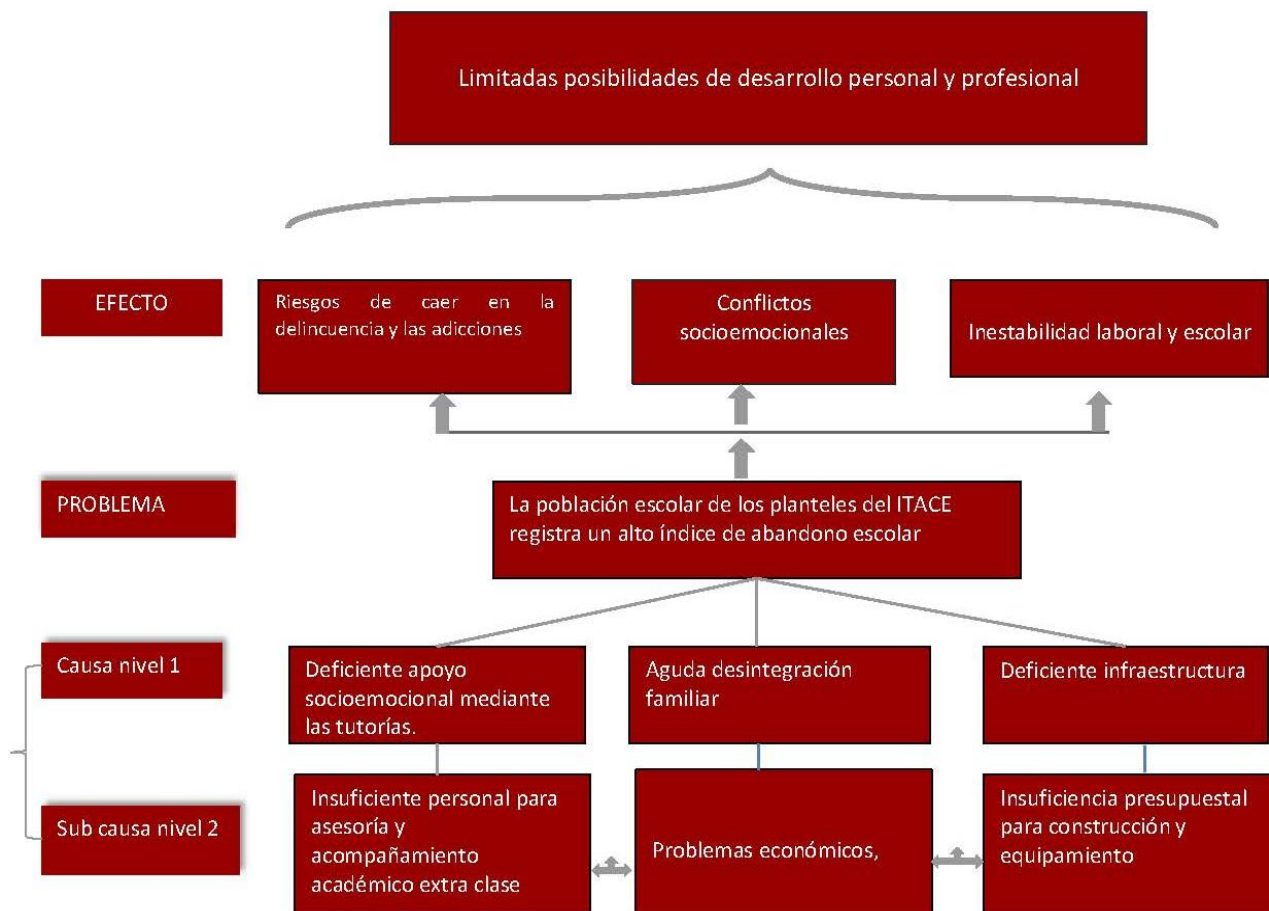 Limitadas posibilidades de desarrollo personal y profesional
EFECTO
Riesgos de caer en la
delincuencia y las adicciones
Conflictos
socioemocionales
Inestabilidad laboral y escolar
PROBLEMA
La población escolar de los planteles del ITACE
registra un alto índice de abandono escolar
Causa nivel 1
Deficiente apoyo
socioemocional mediante
las tutorías.
Aguda desintegración
familiar
Deficiente infraestructura
Sub causa nivel 2
Insuficiente personal para
asesoría y
acompañamiento
académico extra clase
Problemas económicos,
Insuficiencia presupuestal
para construcción y
equipamiento